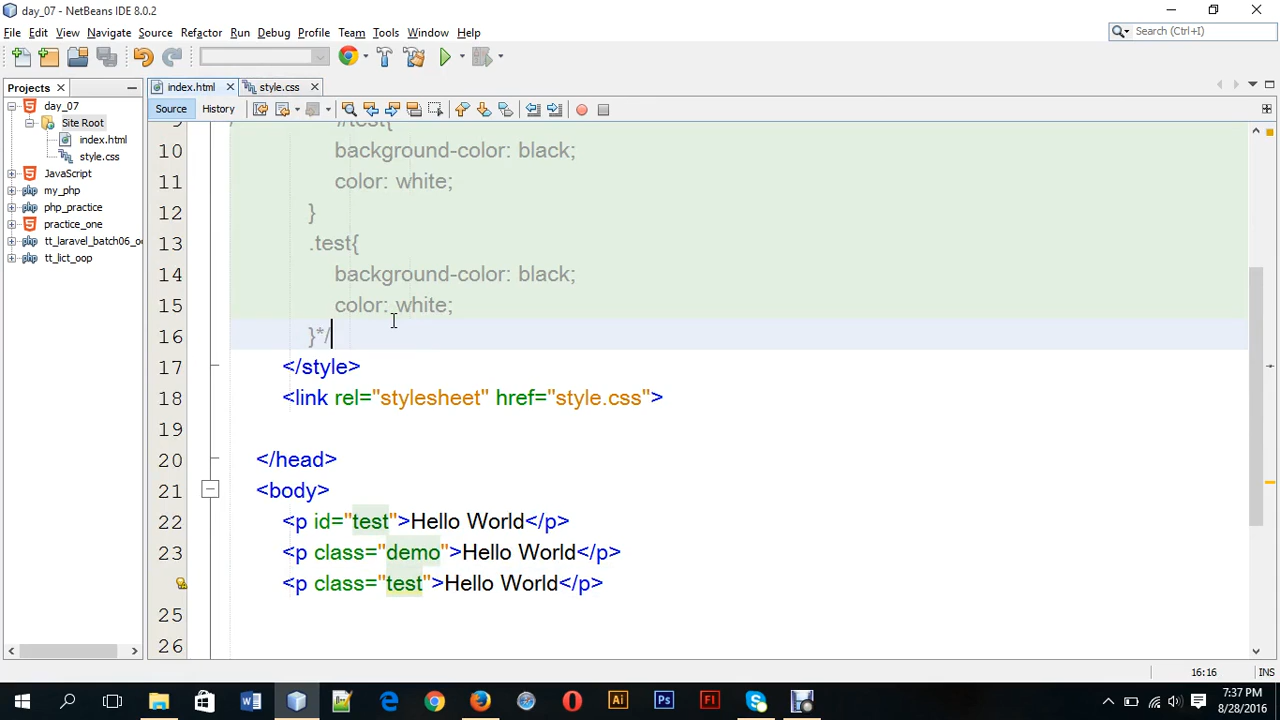 day_07 - NetBeans IDE 8.0.2
File Edit View Navigate Source Refactor Run Debug Profile Team Tools Window Help
Search (Ctrl+I)
Projects
index.html
style.css
Source History
day_07
Site Root
index.html
style.css
JavaScript
my_php
php_practice
practice_one
tt_laravel_batch06_o
tt_lict_oop
10 background-color: black;
11 color: white;
12 }
13 .test{
14 background-color: black;
15 color: white;
16 }*/
17 </style>
18 <link rel="stylesheet" href="style.css">
19
20 </head>
21 <body>
22 <p id="test">Hello World</p>
23 <p class="demo">Hello World</p>
<p class="test">Hello World</p>
25
26
16:16 INS
7:37 PM
8/28/2016